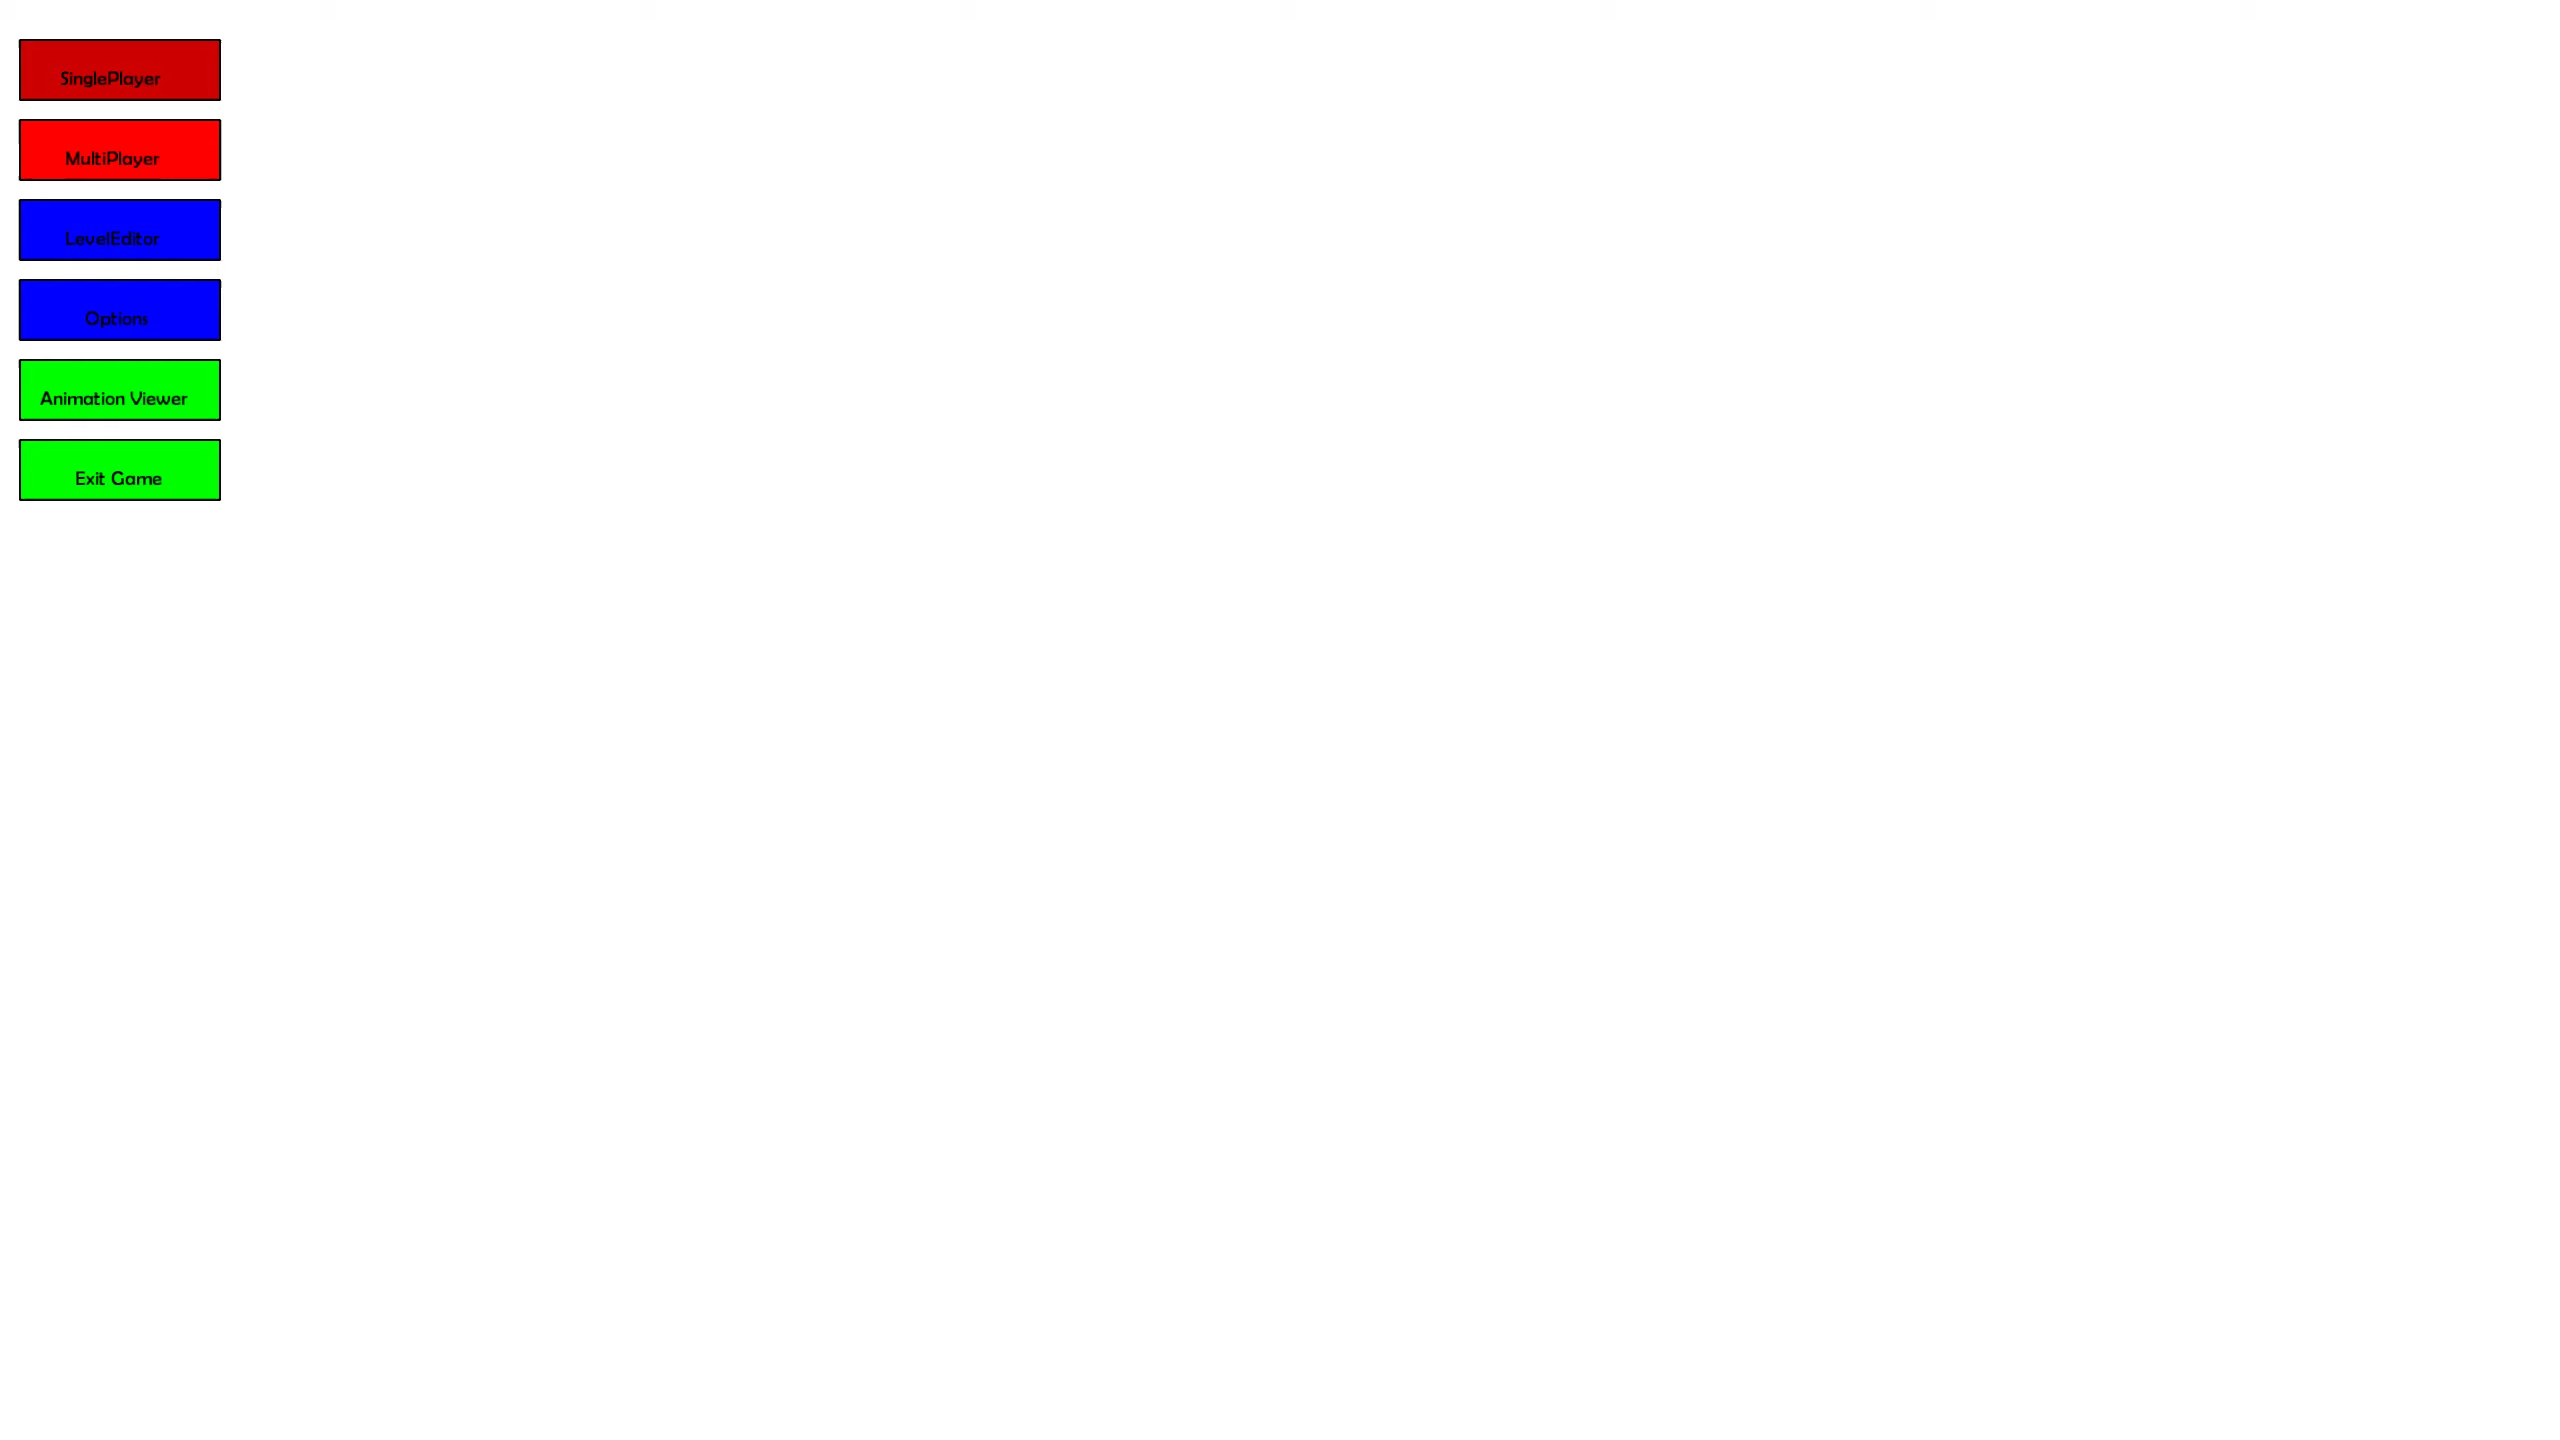 SinglePlayer
MultiPlayer
LevelEditor
Options
Animation Viewer
Exit Game